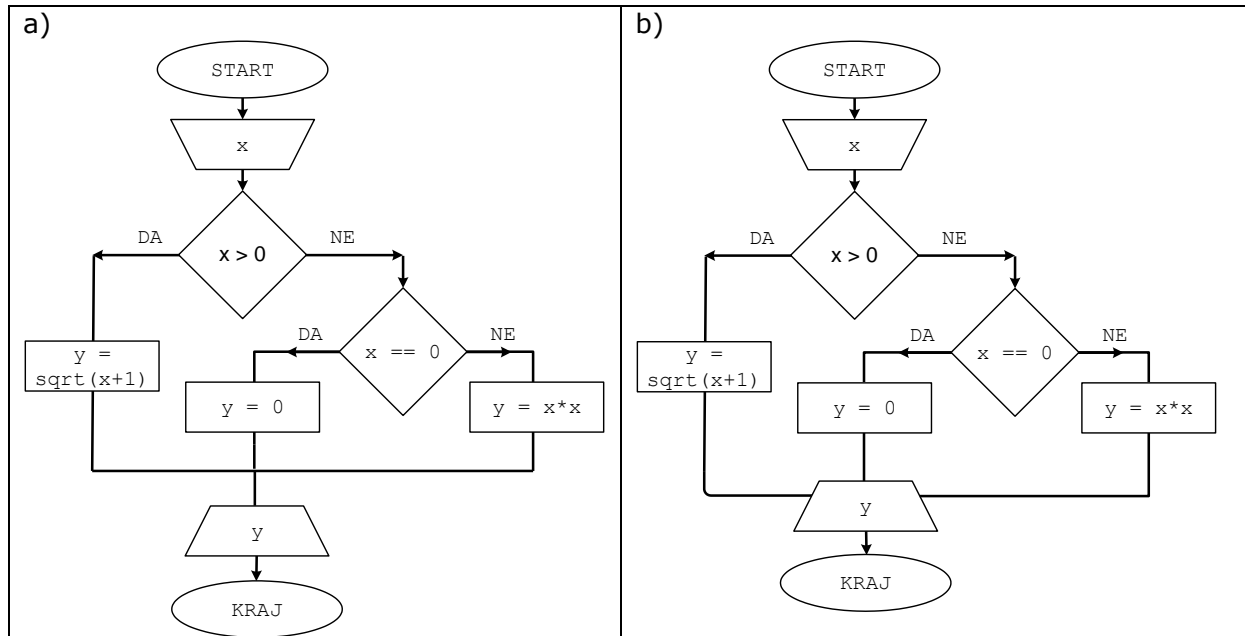 a)
START
x
x > 0
DA
NE
x == 0
DA
NE
y =
sqrt(x+1)
y = 0
y = x*x
y
KRAJ
b)
START
x
x > 0
DA
NE
x == 0
DA
NE
y =
sqrt(x+1)
y = 0
y = x*x
y
KRAJ